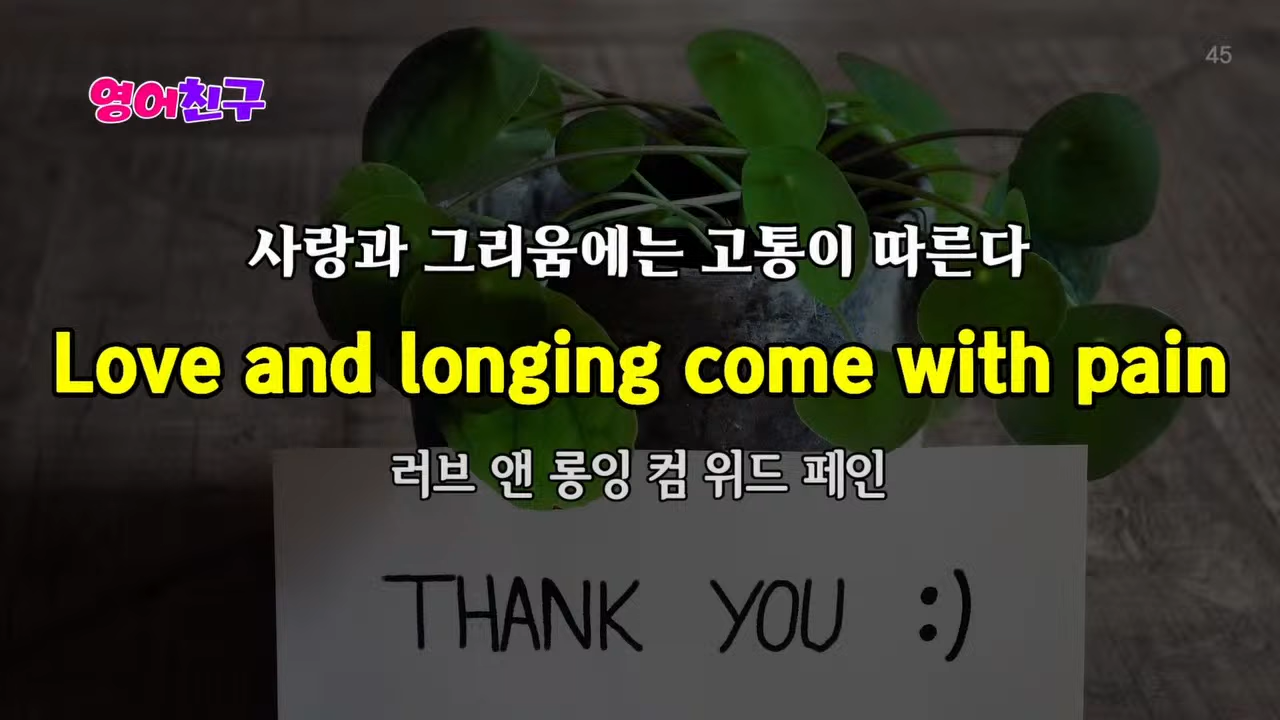 45
영어친구
사랑과 그리움에는 고통이 따른다
Love and longing come with pain
러브 앤 롱잉 컴 위드 페인
THANK YOU :)